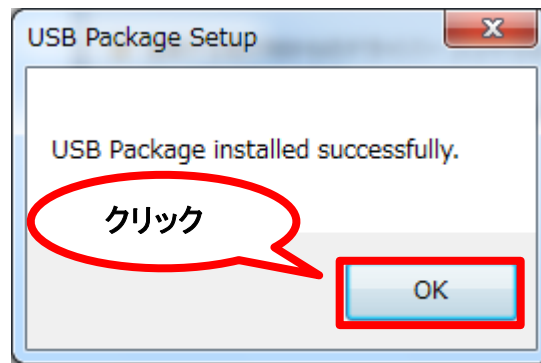 USB Package Setup
USB Package installed successfully.
クリック
OK